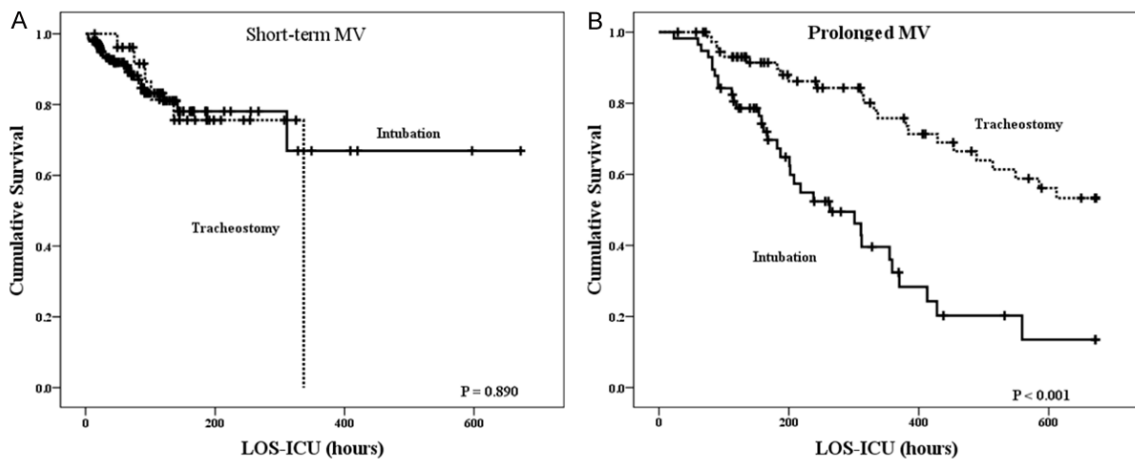 A
Short-term MV
Cumulative Survival
1.0
0.8
0.6
0.4
0.2
0.0
Intubation
Tracheostomy
P = 0.890
0
200
400
600
LOS-ICU (hours)
B
Prolonged MV
Cumulative Survival
1.0
0.8
0.6
0.4
0.2
0.0
Tracheostomy
Intubation
P < 0.001
0
200
400
600
LOS-ICU (hours)